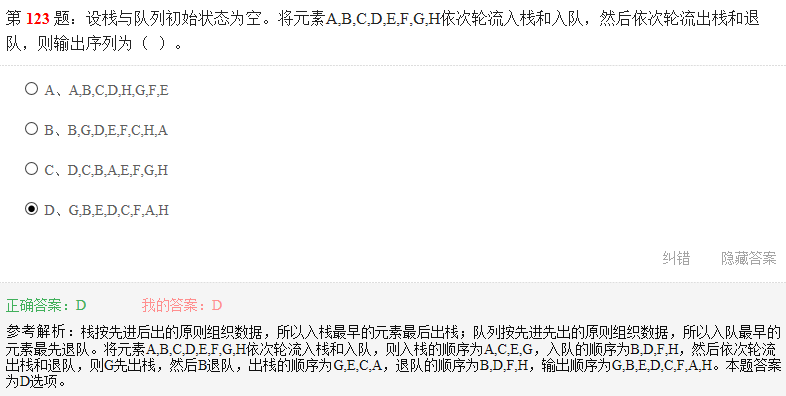 第 123 题：设栈与队列初始状态为空。将元素A,B,C,D,E,F,G,H依次轮流入栈和入队，然后依次轮流出栈和退
队，则输出序列为（ ）。
A、A,B,C,D,H,G,F,E
B、B,G,D,E,F,C,H,A
C、D,C,B,A,E,F,G,H
D、G,B,E,D,C,F,A,H
纠错 隐藏答案
正确答案：D 我的答案：D
参考解析：栈按先进后出的原则组织数据，所以入栈最早的元素最后出栈；队列按先进先出的原则组织数据，所以入队最早的
元素最先退队。将元素A,B,C,D,E,F,G,H依次轮流入栈和入队，则入栈的顺序为A,C,E,G，入队的顺序为B,D,F,H，然后依次轮流
出栈和退队，则G先出栈，然后B退队，出栈的顺序为G,E,C,A，退队的顺序为B,D,F,H，输出顺序为G,B,E,D,C,F,A,H。本题答案
为D选项。